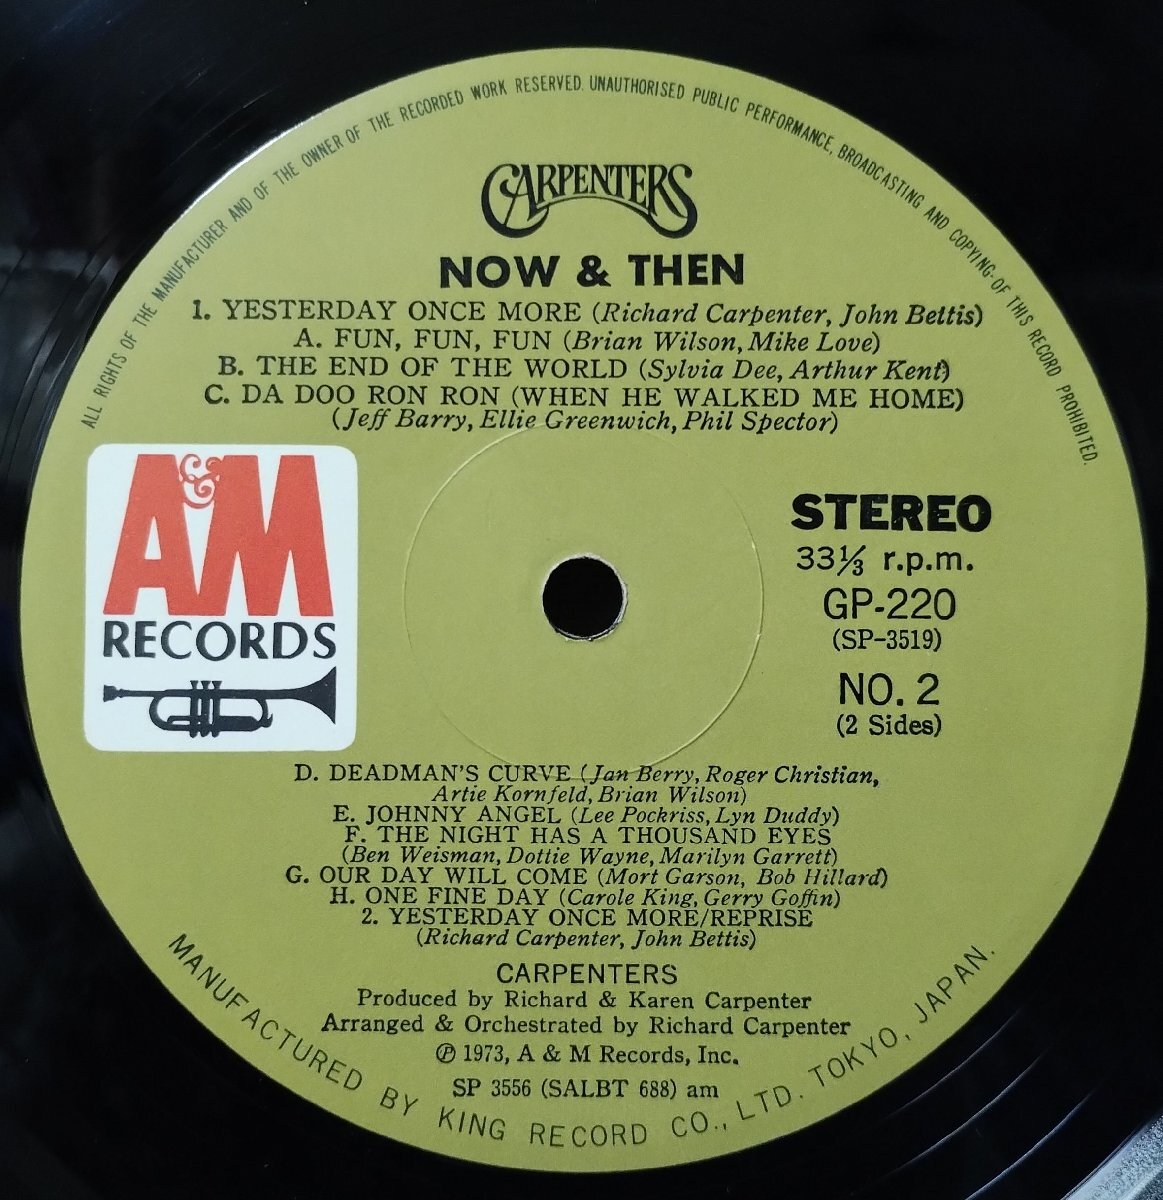 ALL RIGHTS OF THE MANUFACTURER AND OF THE OWNER OF THE RECORDED WORK RESERVED. UNAUTHORISED PUBLIC PERFORMANCE, BROADCASTING AND COPYING OF THIS RECORD PROHIBITED.
CARPENTERS
NOW & THEN
1. YESTERDAY ONCE MORE (Richard Carpenter, John Bettis)
A. FUN, FUN, FUN (Brian Wilson, Mike Love)
B. THE END OF THE WORLD (Sylvia Dee, Arthur Kent)
C. DA DOO RON RON (WHEN HE WALKED ME HOME)
(Jeff Barry, Ellie Greenwich, Phil Spector)
A&M
RECORDS
STEREO
33⅓ r.p.m.
GP-220
(SP-3519)
NO. 2
(2 Sides)
D. DEADMAN'S CURVE (Jan Berry, Roger Christian,
Artie Kornfeld, Brian Wilson)
E. JOHNNY ANGEL (Lee Pockriss, Lyn Duddy)
F. THE NIGHT HAS A THOUSAND EYES
(Ben Weisman, Dottie Wayne, Marilyn Garrett)
G. OUR DAY WILL COME (Mort Garson, Bob Hillard)
H. ONE FINE DAY (Carole King, Gerry Goffin)
2. YESTERDAY ONCE MORE/REPRISE
(Richard Carpenter, John Bettis)
CARPENTERS
Produced by Richard & Karen Carpenter
Arranged & Orchestrated by Richard Carpenter
℗ 1973, A & M Records, Inc.
SP 3556 (SALBT 688) am
MANUFACTURED BY KING RECORD CO., LTD. TOKYO, JAPAN.